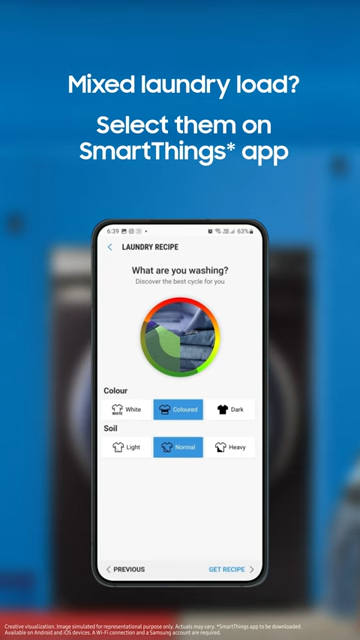 Mixed laundry load?
Select them on
SmartThings* app
6:39
63%
LAUNDRY RECIPE
What are you washing?
Discover the best cycle for you
Colour
WHITE White
Coloured
Dark
Soil
Light
Normal
Heavy
PREVIOUS
GET RECIPE
Creative visualization. Image simulated for representational purpose only. Actuals may vary. *SmartThings app to be downloaded.
Available on Android and iOS devices. A Wi-Fi connection and a Samsung account are required.